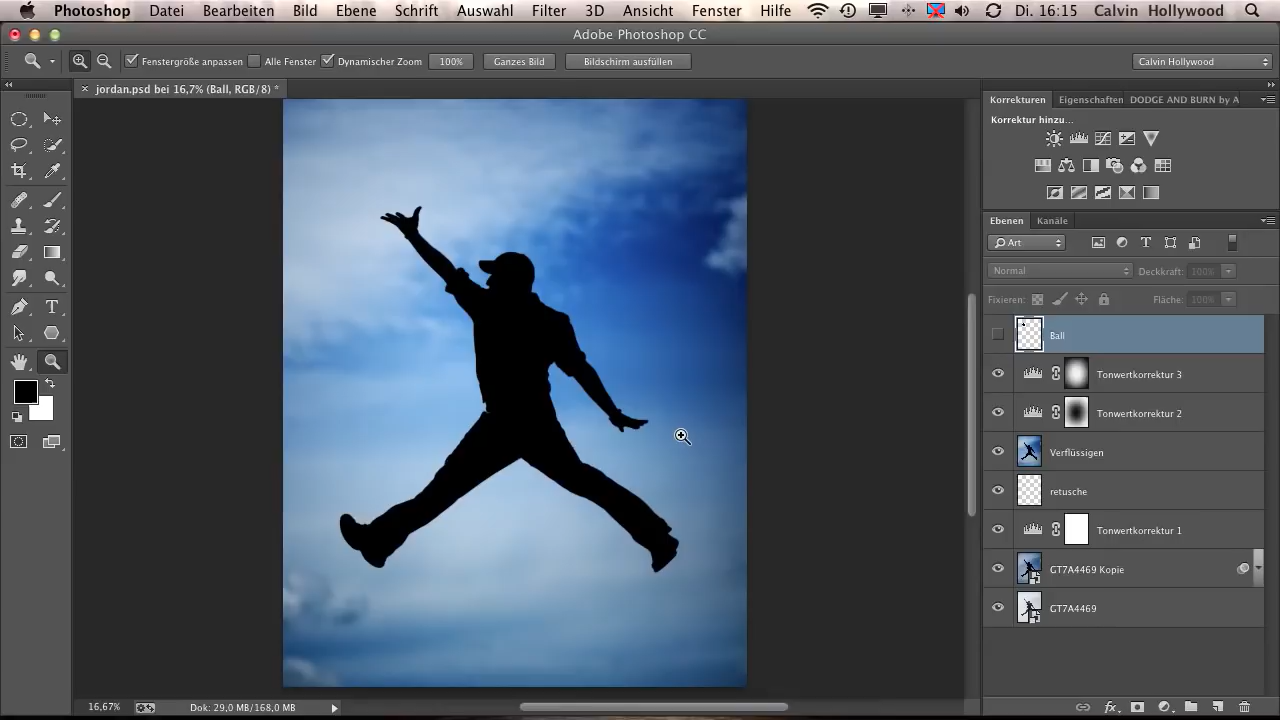 Photoshop Datei Bearbeiten Bild Ebene Schrift Auswahl Filter 3D Ansicht Fenster Hilfe Di. 16:15 Calvin Hollywood
Adobe Photoshop CC
Fenstergröße anpassen Alle Fenster Dynamischer Zoom 100% Ganzes Bild Bildschirm ausfüllen Calvin Hollywood
× jordan.psd bei 16,7% (Ball, RGB/8) *
Korrekturen Eigenschaften DODGE AND BURN by A
Korrektur hinzu...
Ebenen Kanäle
Art
Normal Deckkraft: 100%
Fixieren: Fläche: 100%
Ball
Tonwertkorrektur 3
Tonwertkorrektur 2
Verflüssigen
retusche
Tonwertkorrektur 1
GT7A4469 Kopie
GT7A4469
16,67% Dok: 29,0 MB/168,0 MB
fx